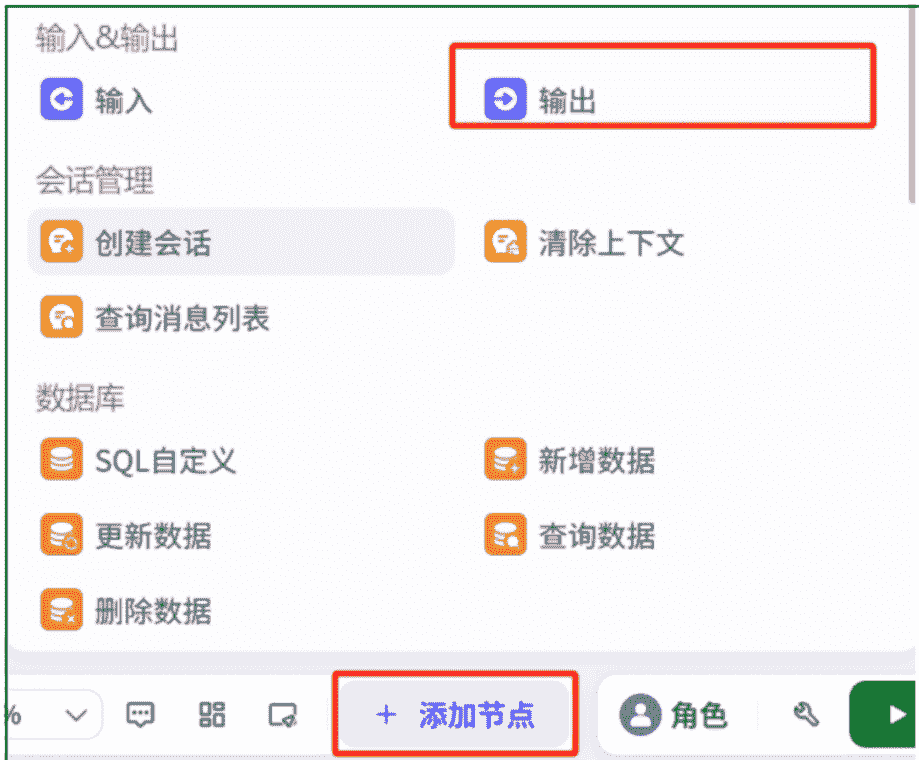 输入&输出
输入 输出
会话管理
创建会话 清除上下文
查询消息列表
数据库
SQL自定义 新增数据
更新数据 查询数据
删除数据
% + 添加节点 角色